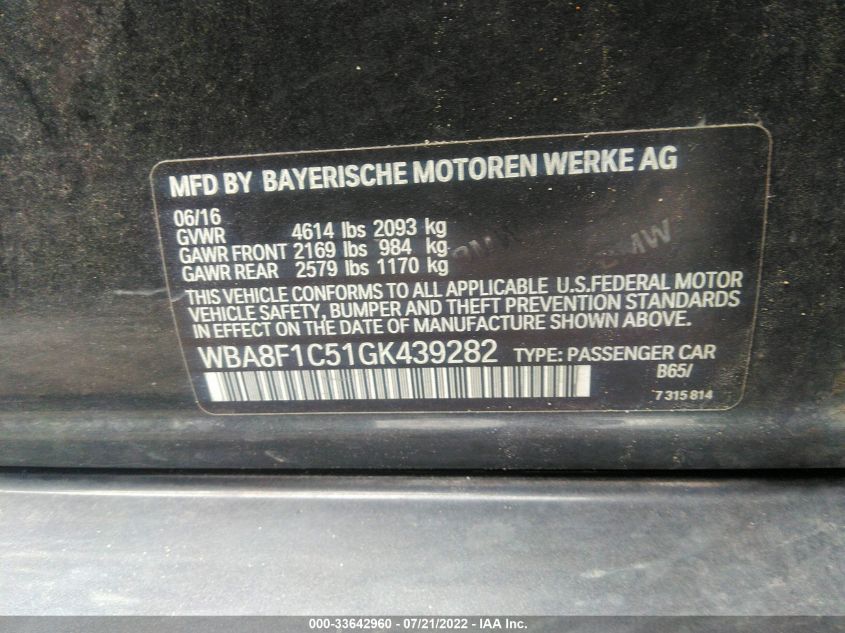 MFD BY BAYERISCHE MOTOREN WERKE AG
06/16
GVWR 4614 lbs 2093 kg
GAWR FRONT 2169 lbs 984 kg
GAWR REAR 2579 lbs 1170 kg
THIS VEHICLE CONFORMS TO ALL APPLICABLE U.S.FEDERAL MOTOR
VEHICLE SAFETY, BUMPER AND THEFT PREVENTION STANDARDS
IN EFFECT ON THE DATE OF MANUFACTURE SHOWN ABOVE.
WBA8F1C51GK439282 TYPE: PASSENGER CAR
B65/
7 315 814
000-33642960 - 07/21/2022 - IAA Inc.